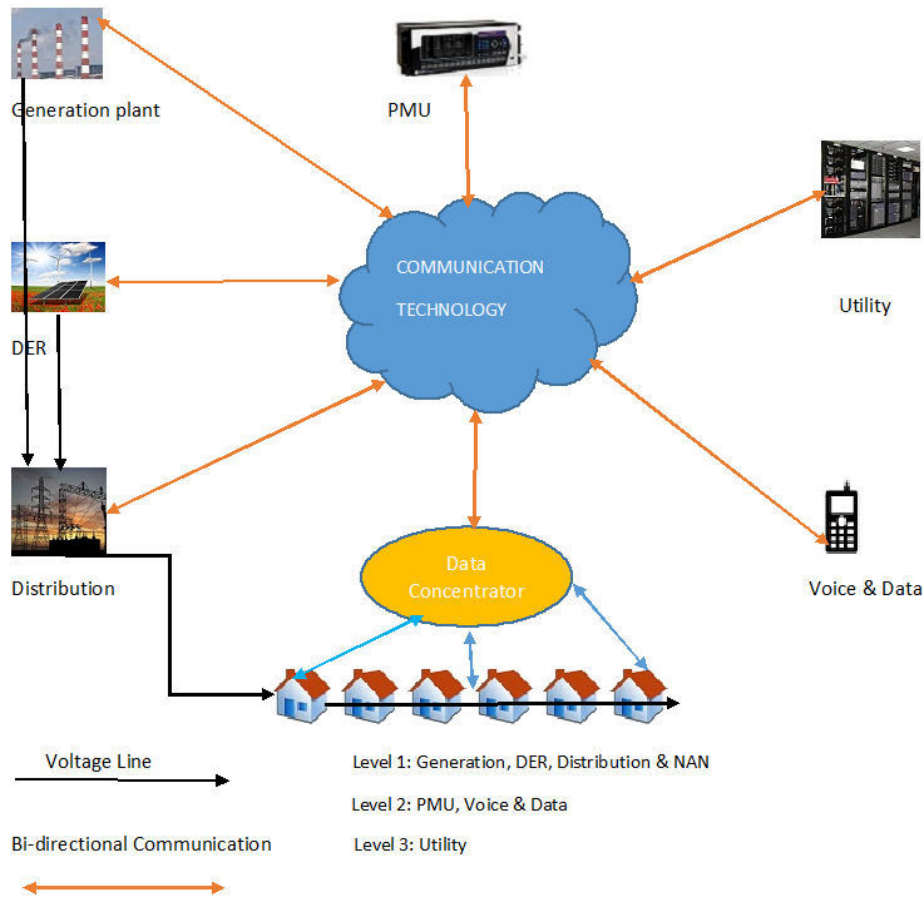 Generation plant
PMU
COMMUNICATION
TECHNOLOGY
Utility
DER
Data
Concentrator
Distribution
Voice & Data
Voltage Line
Level 1: Generation, DER, Distribution & NAN
Level 2: PMU, Voice & Data
Bi-directional Communication
Level 3: Utility